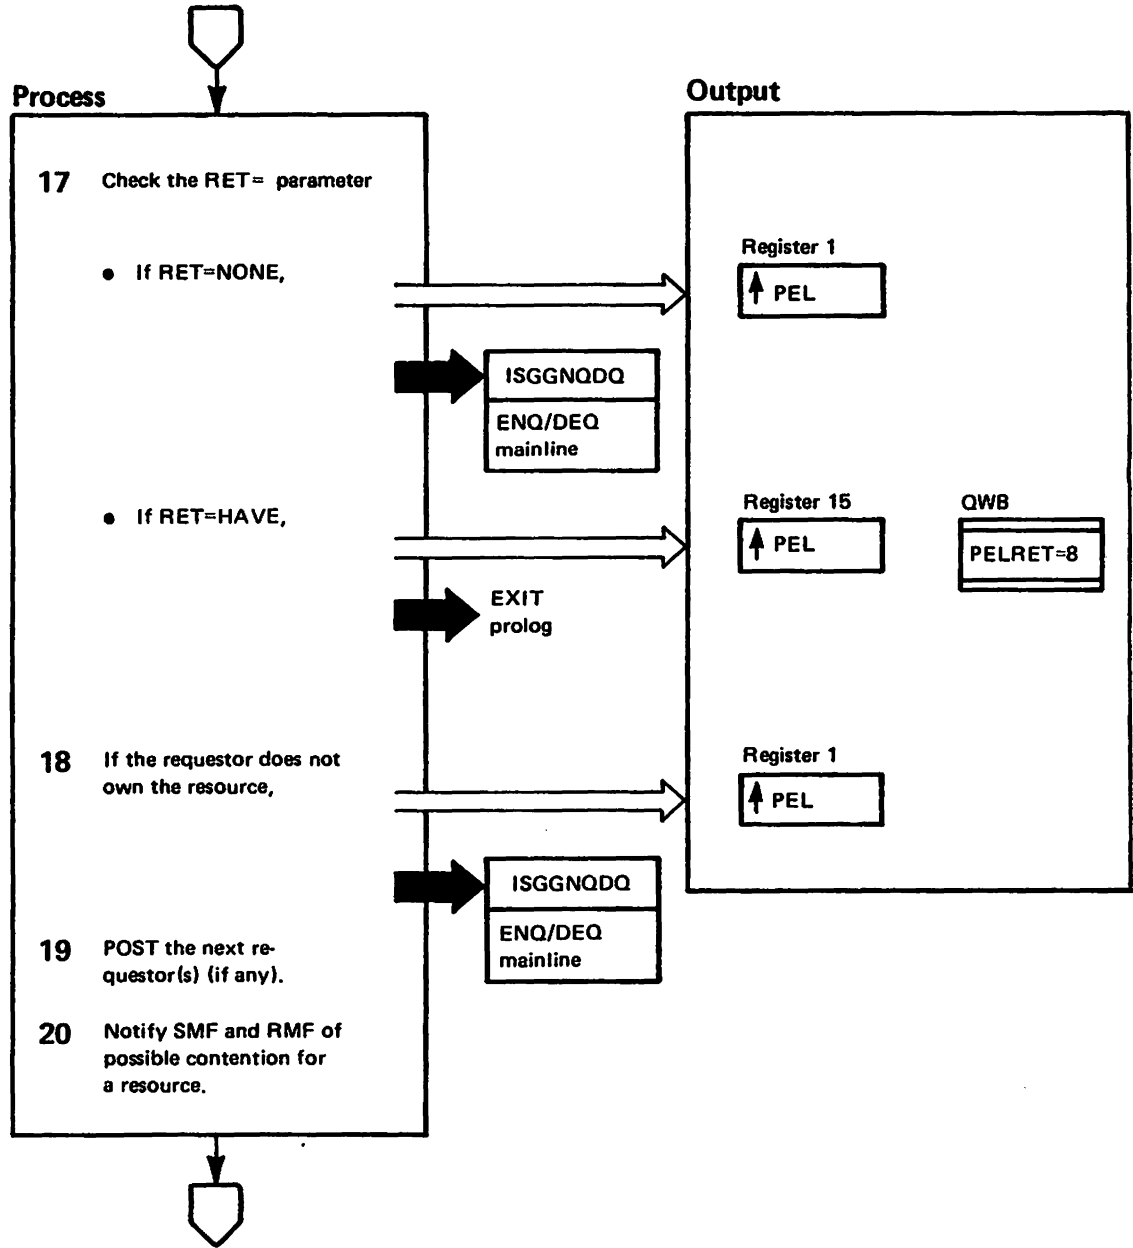 Process
Output
17 Check the RET= parameter
• If RET=NONE,
Register 1
PEL
ISGGNQDQ
ENQ/DEQ
mainline
• If RET=HAVE,
Register 15
PEL
QWB
PELRET=8
EXIT
prolog
18 If the requestor does not
own the resource,
Register 1
PEL
ISGGNQDQ
ENQ/DEQ
mainline
19 POST the next re-
questor(s) (if any).
20 Notify SMF and RMF of
possible contention for
a resource.